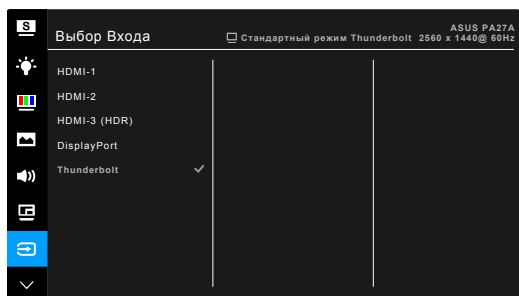 S
ASUS PA27A
Выбор Входа
Стандартный режим Thunderbolt 2560 x 1440@ 60Hz
HDMI-1
HDMI-2
HDMI-3 (HDR)
DisplayPort
Thunderbolt